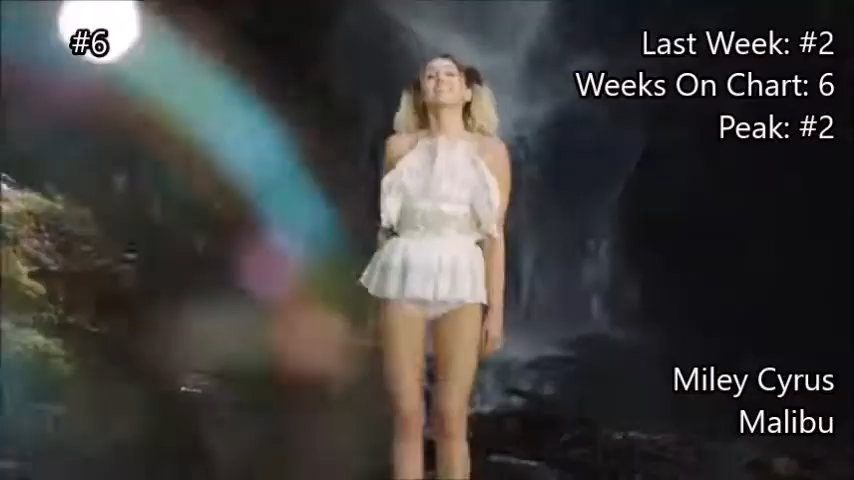 #6
Last Week: #2
Weeks On Chart: 6
Peak: #2
Miley Cyrus
Malibu